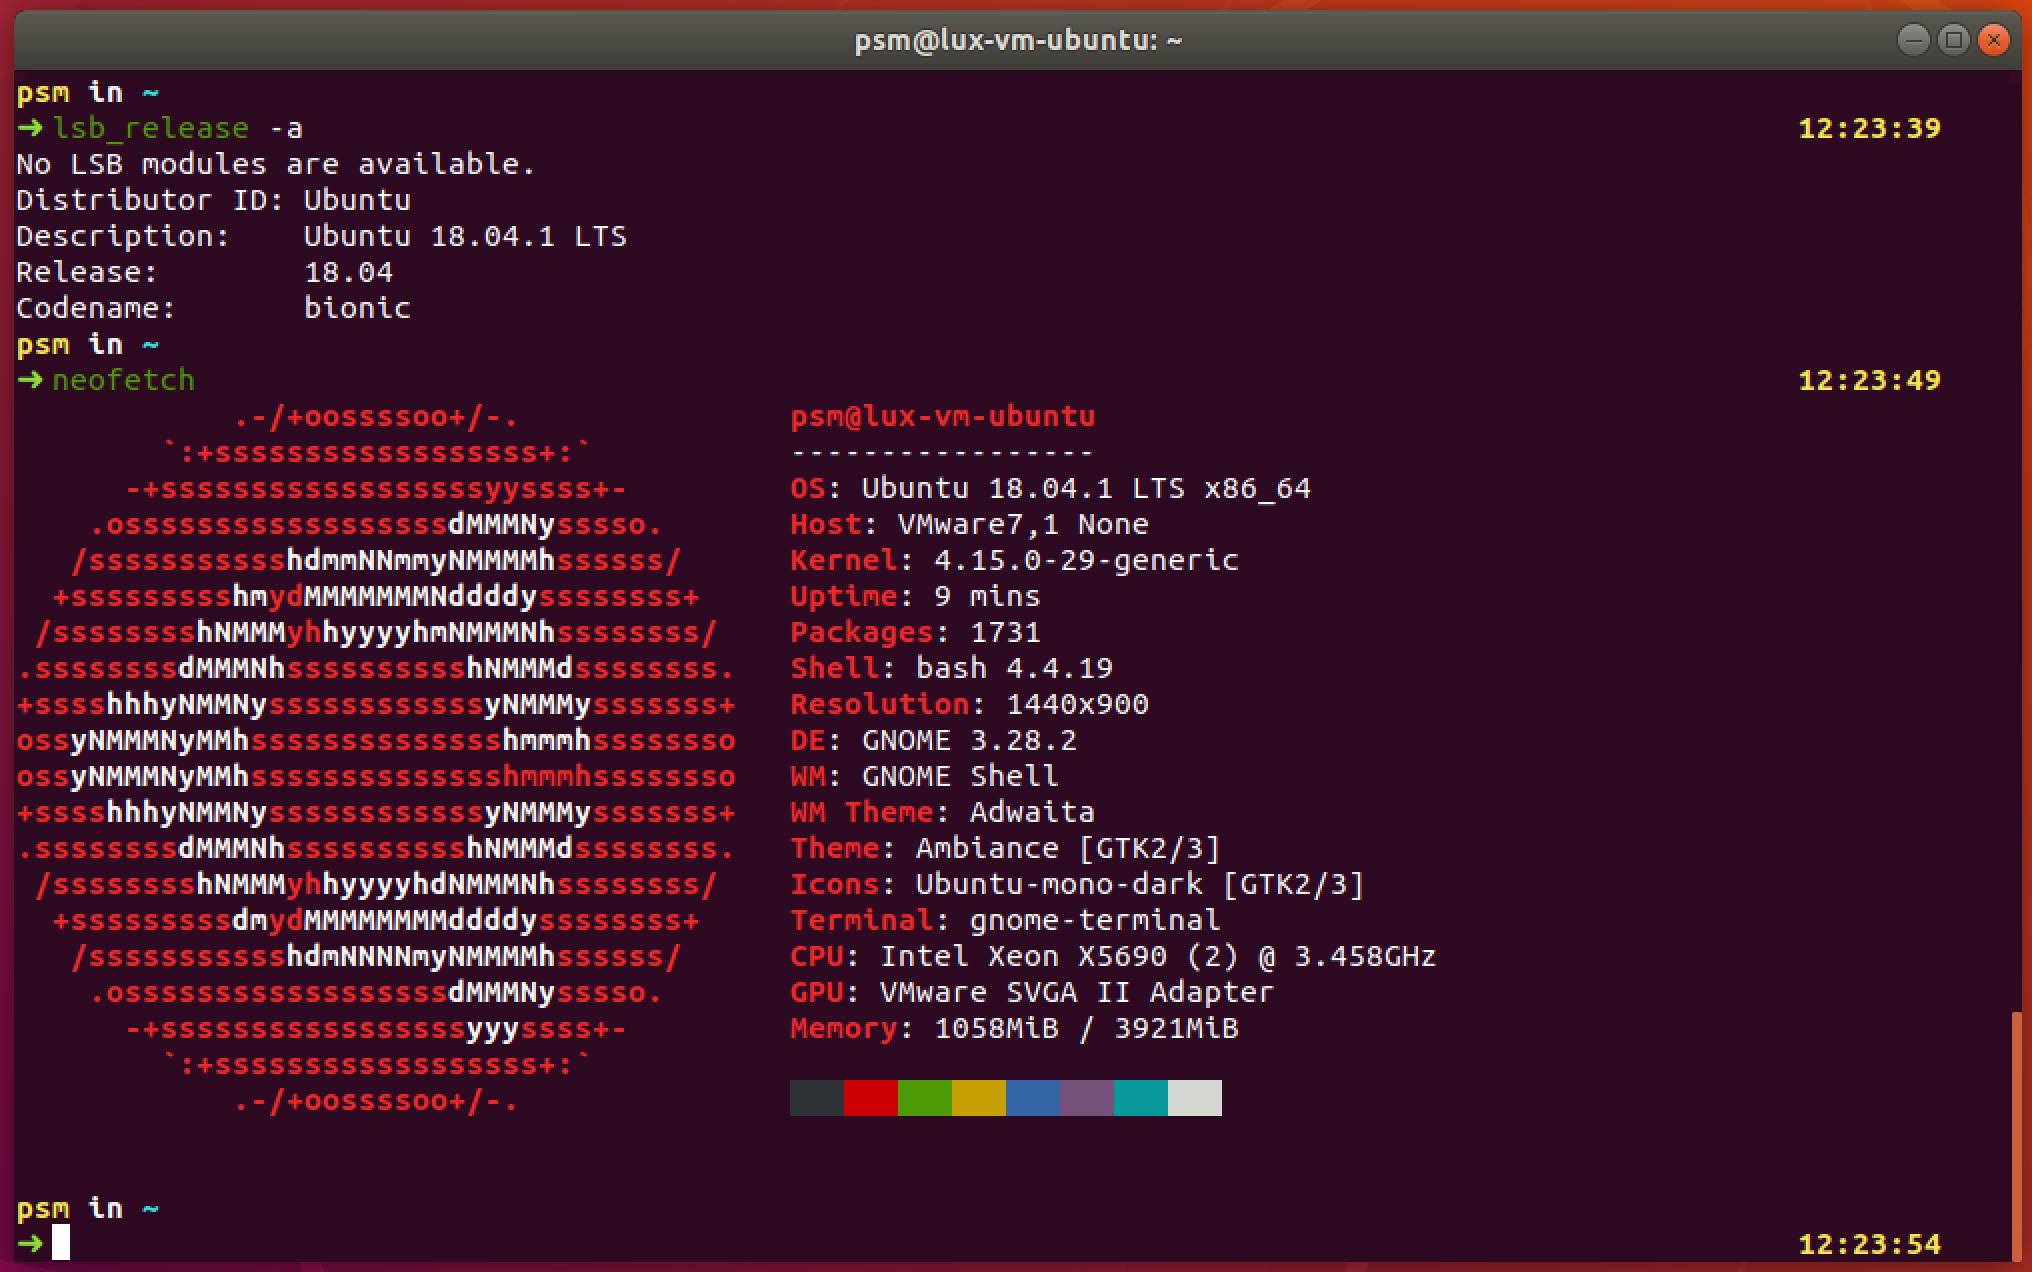 psm@lux-vm-ubuntu: ~
psm in ~
➜ lsb_release -a 12:23:39
No LSB modules are available.
Distributor ID: Ubuntu
Description:    Ubuntu 18.04.1 LTS
Release:        18.04
Codename:       bionic
psm in ~
➜ neofetch 12:23:49
            .-/+oossssoo+/-.               psm@lux-vm-ubuntu
        `:+ssssssssssssssssss+:`           -----------------
      -+ssssssssssssssssssyyssss+-         OS: Ubuntu 18.04.1 LTS x86_64
    .ossssssssssssssssssdMMMNysssso.       Host: VMware7,1 None
   /ssssssssssshdmmNNmmyNMMMMhssssss/      Kernel: 4.15.0-29-generic
  +ssssssssshmydMMMMMMMNddddyssssssss+     Uptime: 9 mins
 /sssssssshNMMMyhhyyyyhmNMMMNhssssssss/    Packages: 1731
.ssssssssdMMMNhsssssssssshNMMMdssssssss.   Shell: bash 4.4.19
+sssshhhyNMMNyssssssssssssyNMMMysssssss+   Resolution: 1440x900
ossyNMMMNyMMhsssssssssssssshmmmhssssssso   DE: GNOME 3.28.2
ossyNMMMNyMMhsssssssssssssshmmmhssssssso   WM: GNOME Shell
+sssshhhyNMMNyssssssssssssyNMMMysssssss+   WM Theme: Adwaita
.ssssssssdMMMNhsssssssssshNMMMdssssssss.   Theme: Ambiance [GTK2/3]
 /sssssssshNMMMyhhyyyyhdNMMMNhssssssss/    Icons: Ubuntu-mono-dark [GTK2/3]
  +sssssssssdmydMMMMMMMMddddyssssssss+     Terminal: gnome-terminal
   /ssssssssssshdmNNNNmyNMMMMhssssss/      CPU: Intel Xeon X5690 (2) @ 3.458GHz
    .ossssssssssssssssssdMMMNysssso.       GPU: VMware SVGA II Adapter
      -+sssssssssssssssssyyyssss+-         Memory: 1058MiB / 3921MiB
        `:+ssssssssssssssssss+:`
            .-/+oossssoo+/-.
psm in ~
➜ 12:23:54